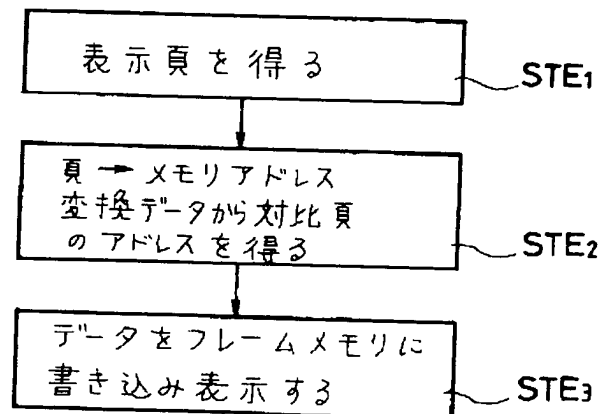 表示頁を得る
STE1
頁→メモリアドレス
変換データから対比頁
のアドレスを得る
STE2
データをフレームメモリに
書き込み表示する
STE3